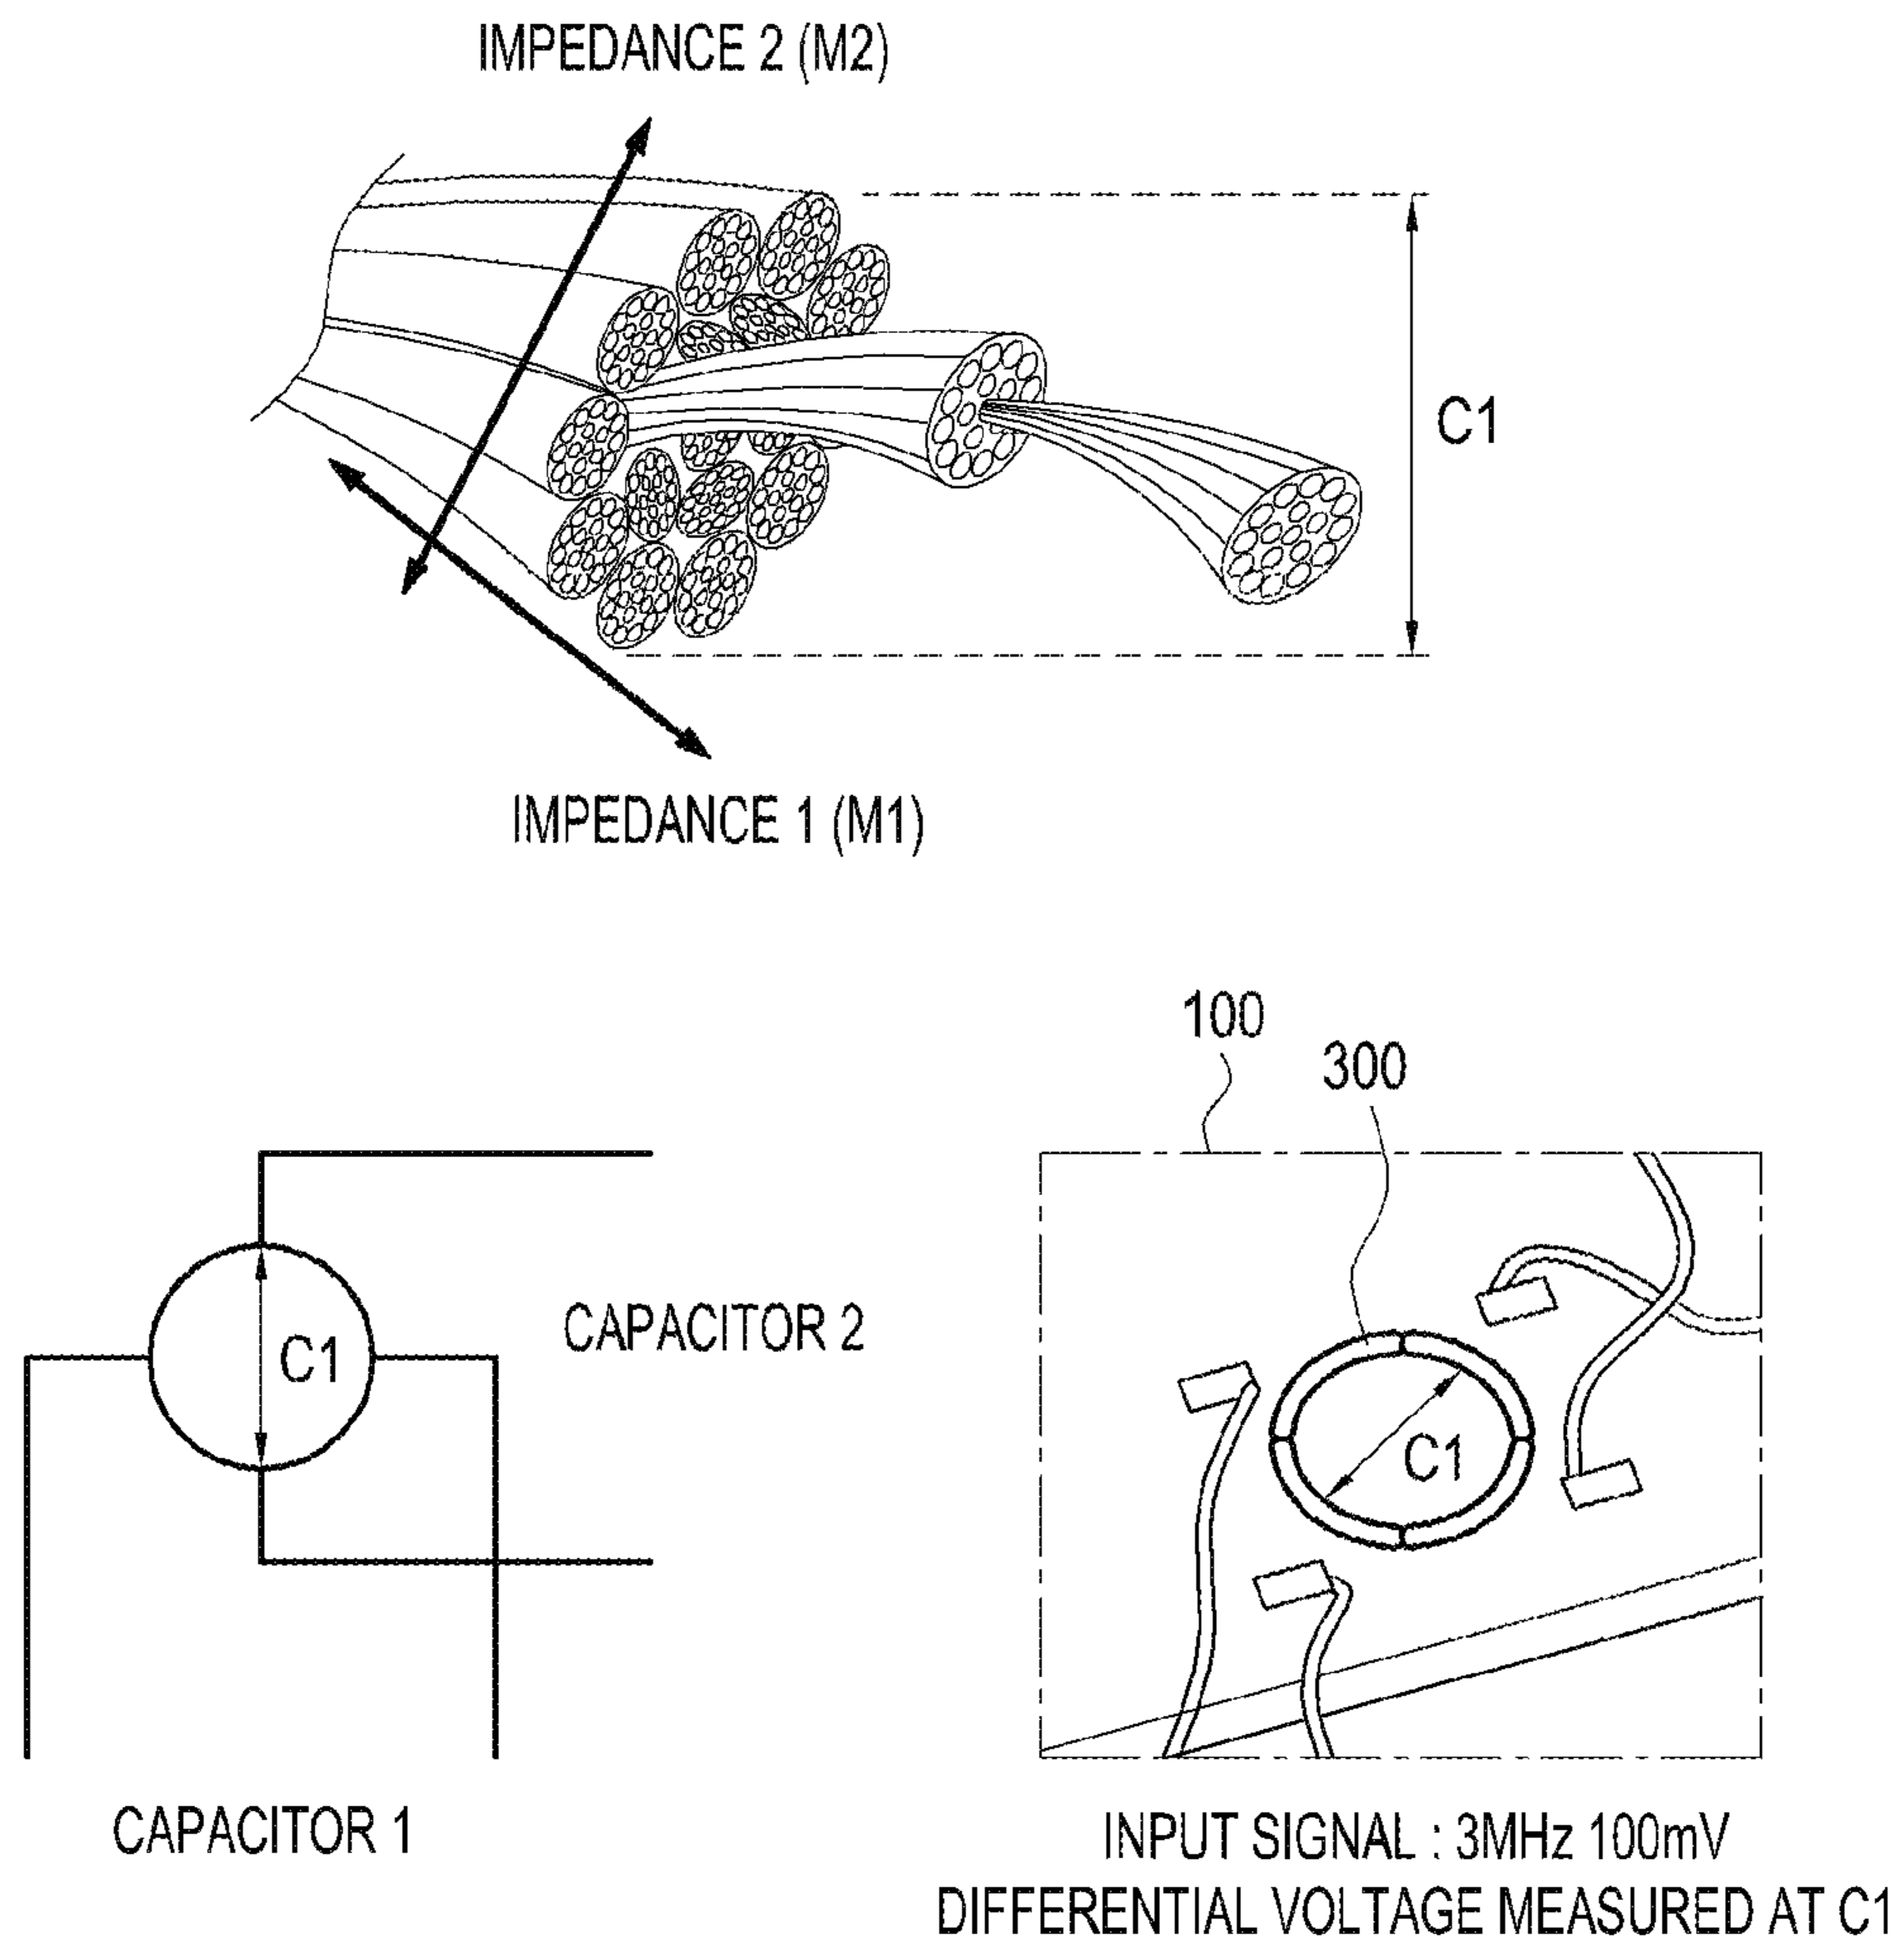 IMPEDANCE 2 (M2)
C1
IMPEDANCE 1 (M1)
100
300
C1
CAPACITOR 2
C1
CAPACITOR 1
INPUT SIGNAL : 3MHz 100mV
DIFFERENTIAL VOLTAGE MEASURED AT C1